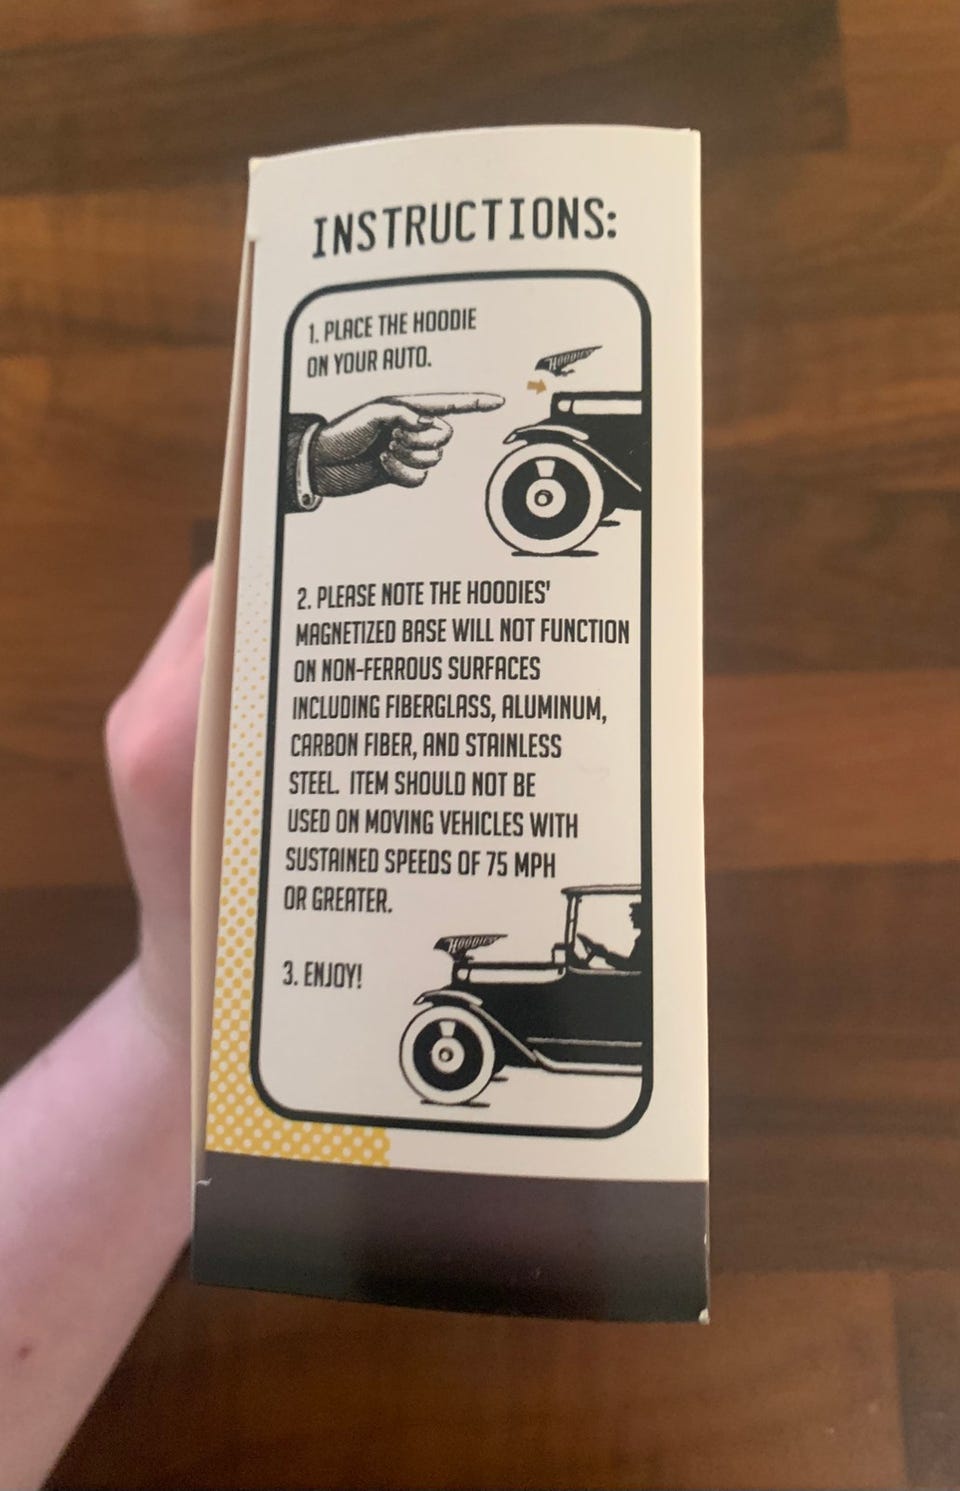 INSTRUCTIONS:
1. PLACE THE HOODIE
ON YOUR AUTO.
HOODIES
2. PLEASE NOTE THE HOODIES'
MAGNETIZED BASE WILL NOT FUNCTION
ON NON-FERROUS SURFACES
INCLUDING FIBERGLASS, ALUMINUM,
CARBON FIBER, AND STAINLESS
STEEL. ITEM SHOULD NOT BE
USED ON MOVING VEHICLES WITH
SUSTAINED SPEEDS OF 75 MPH
OR GREATER.
HOODIES
3. ENJOY!